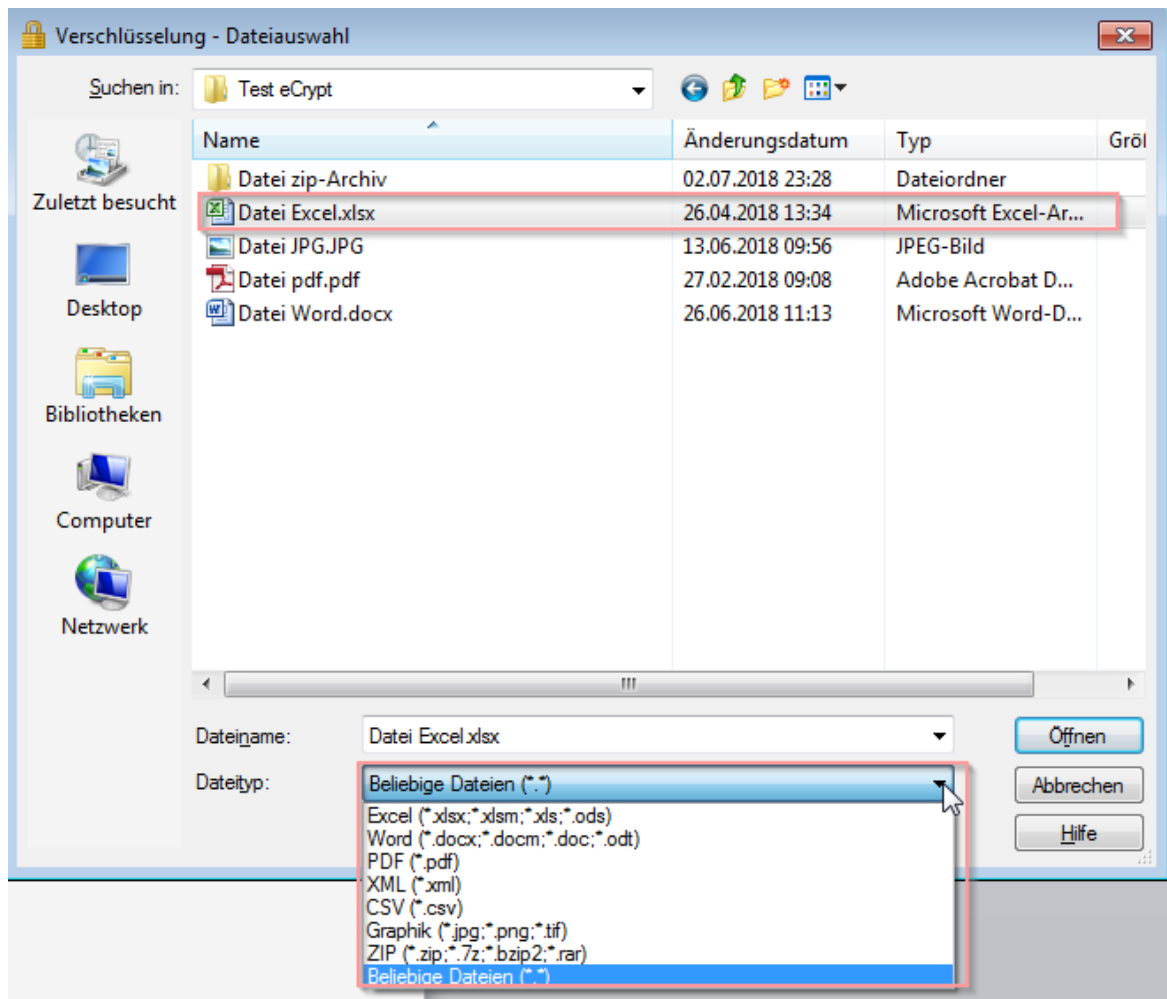 Verschlüsselung - Dateiauswahl
Suchen in: Test eCrypt
Name Änderungsdatum Typ Größ
Datei zip-Archiv 02.07.2018 23:28 Dateiordner
Datei Excel.xlsx 26.04.2018 13:34 Microsoft Excel-Ar...
Datei JPG.JPG 13.06.2018 09:56 JPEG-Bild
Datei pdf.pdf 27.02.2018 09:08 Adobe Acrobat D...
Datei Word.docx 26.06.2018 11:13 Microsoft Word-D...
Zuletzt besucht
Desktop
Bibliotheken
Computer
Netzwerk
Dateiname: Datei Excel.xlsx Öffnen
Dateityp: Beliebige Dateien (*.*) Abbrechen
Hilfe
Excel (*.xlsx;*.xlsm;*.xls;*.ods)
Word (*.docx;*.docm;*.doc;*.odt)
PDF (*.pdf)
XML (*.xml)
CSV (*.csv)
Graphik (*.jpg;*.png;*.tif)
ZIP (*.zip;*.7z;*.bzip2;*.rar)
Beliebige Dateien (*.*)